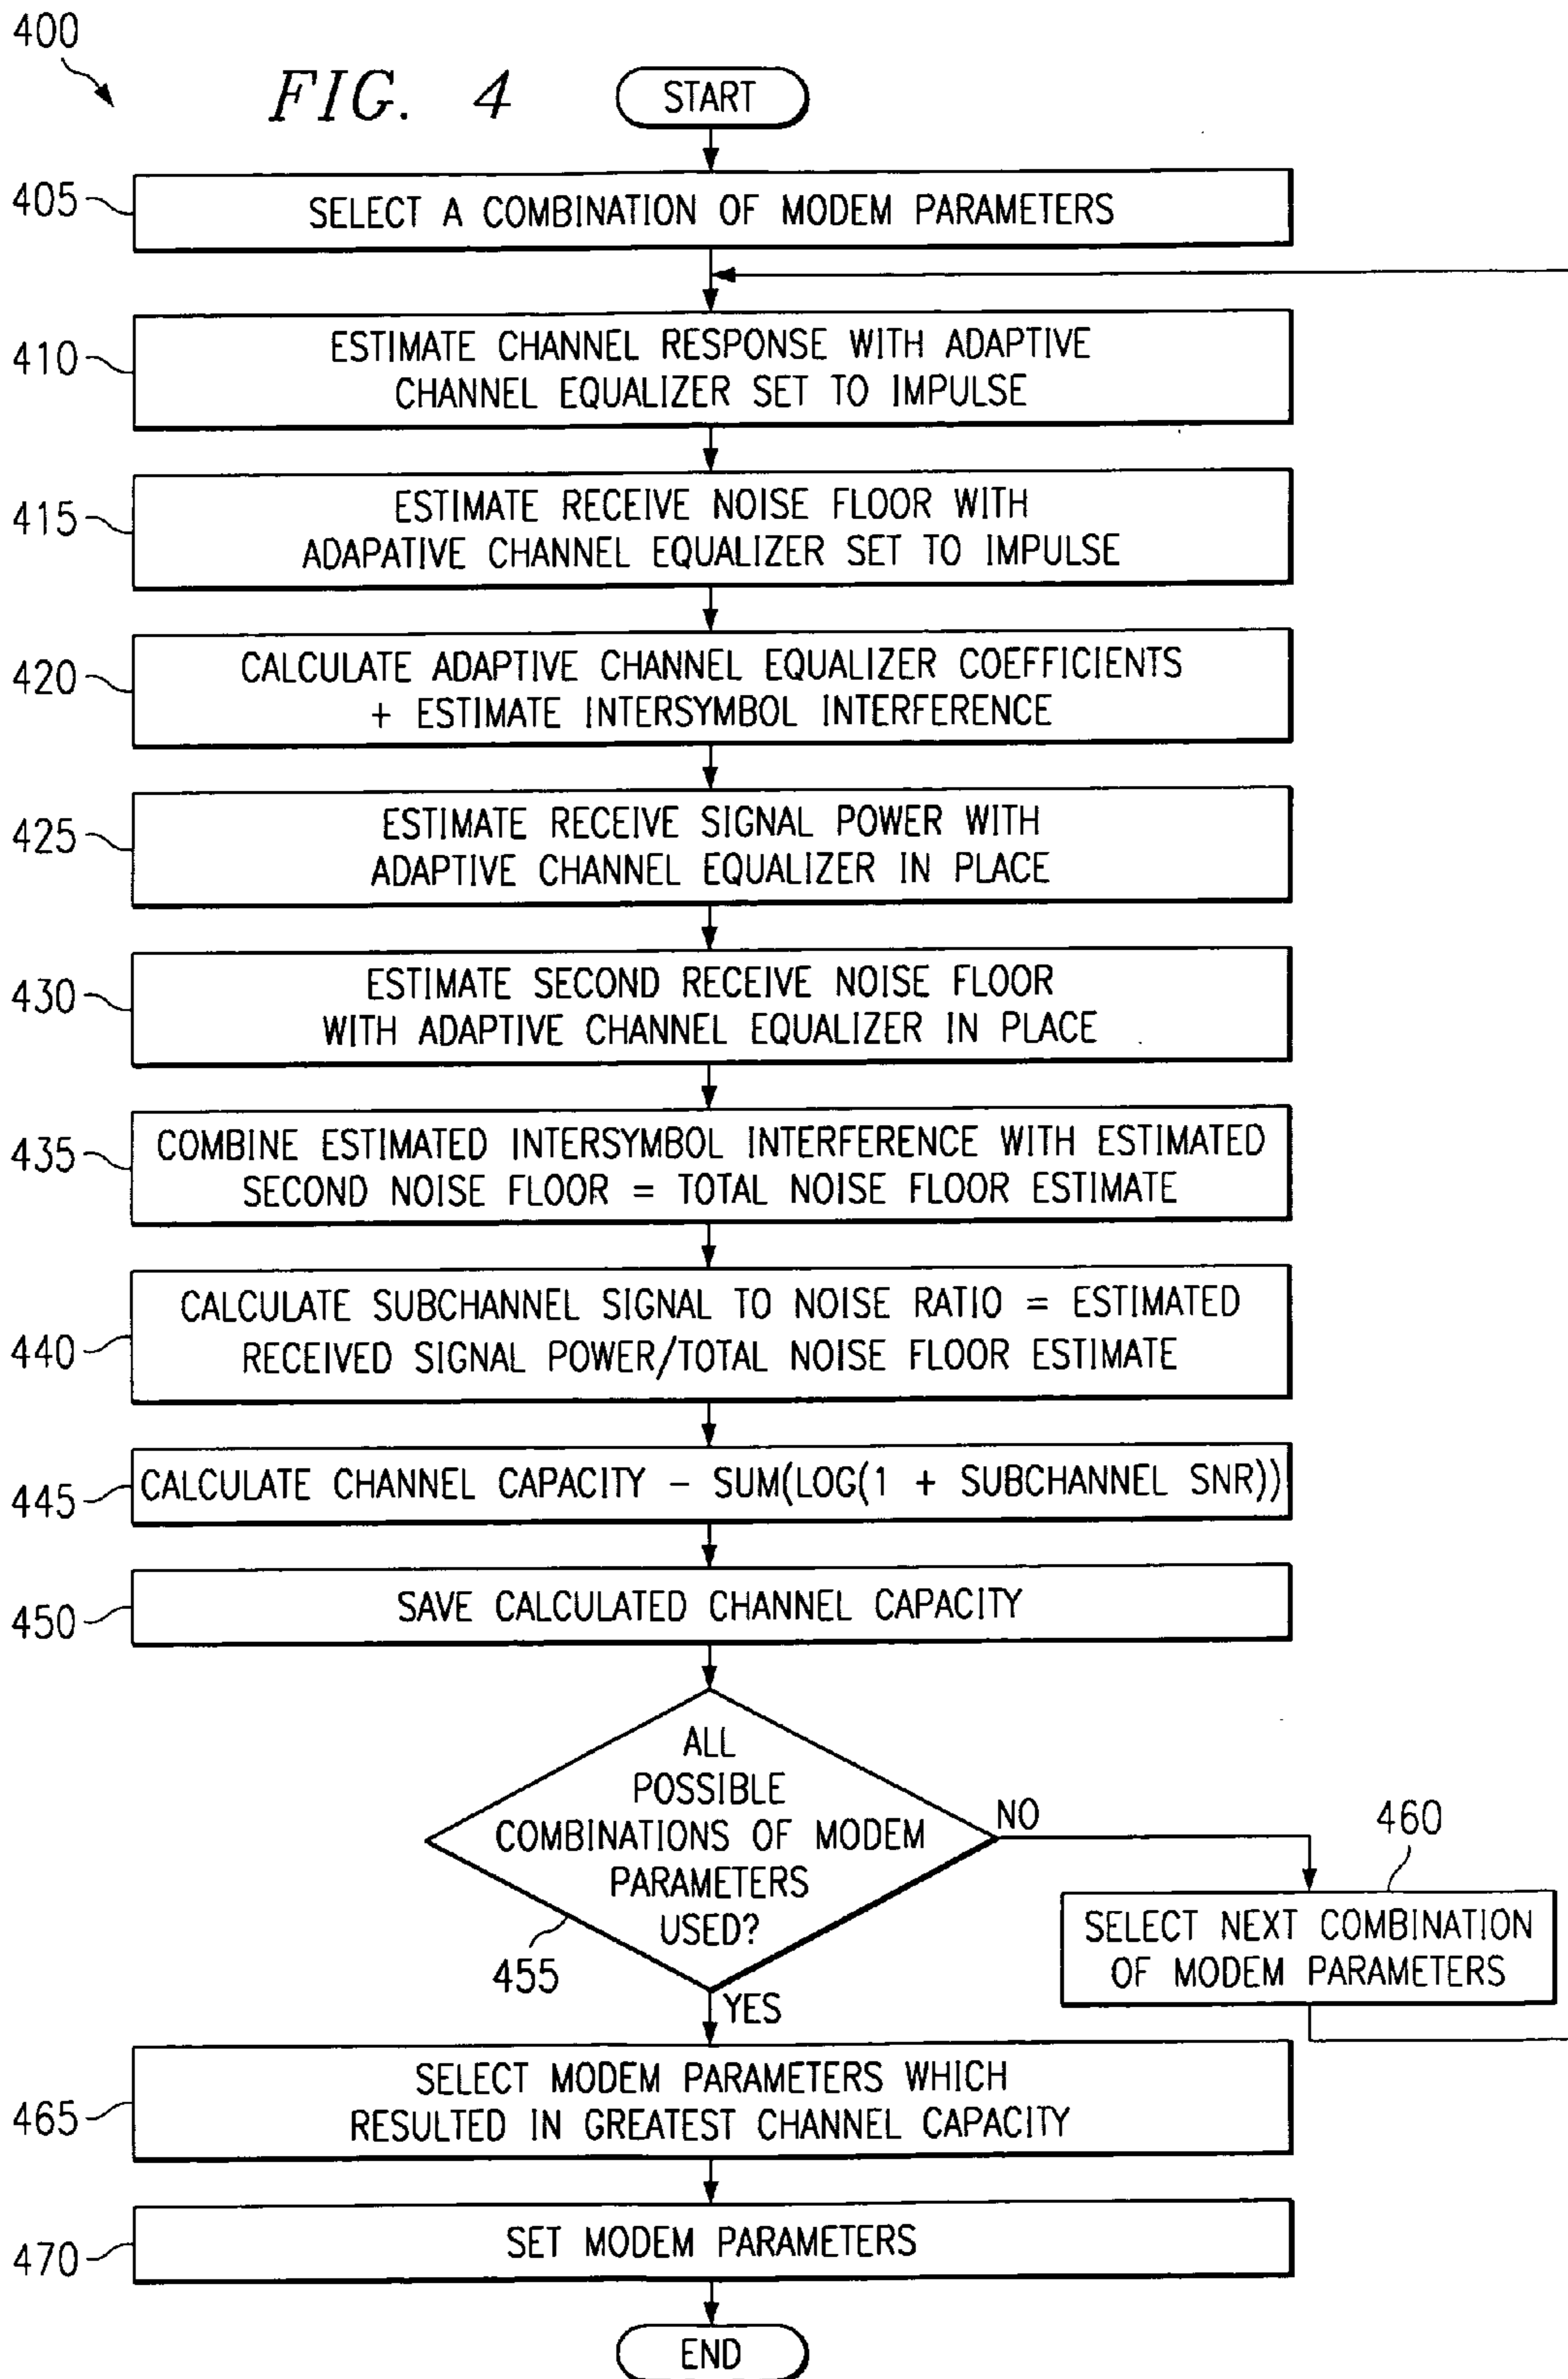 400
FIG. 4
START
405
SELECT A COMBINATION OF MODEM PARAMETERS
410
ESTIMATE CHANNEL RESPONSE WITH ADAPTIVE
CHANNEL EQUALIZER SET TO IMPULSE
415
ESTIMATE RECEIVE NOISE FLOOR WITH
ADAPATIVE CHANNEL EQUALIZER SET TO IMPULSE
420
CALCULATE ADAPTIVE CHANNEL EQUALIZER COEFFICIENTS
+ ESTIMATE INTERSYMBOL INTERFERENCE
425
ESTIMATE RECEIVE SIGNAL POWER WITH
ADAPTIVE CHANNEL EQUALIZER IN PLACE
430
ESTIMATE SECOND RECEIVE NOISE FLOOR
WITH ADAPTIVE CHANNEL EQUALIZER IN PLACE
435
COMBINE ESTIMATED INTERSYMBOL INTERFERENCE WITH ESTIMATED
SECOND NOISE FLOOR = TOTAL NOISE FLOOR ESTIMATE
440
CALCULATE SUBCHANNEL SIGNAL TO NOISE RATIO = ESTIMATED
RECEIVED SIGNAL POWER/TOTAL NOISE FLOOR ESTIMATE
445
CALCULATE CHANNEL CAPACITY - SUM(LOG(1 + SUBCHANNEL SNR))
450
SAVE CALCULATED CHANNEL CAPACITY
ALL
POSSIBLE
COMBINATIONS OF MODEM
PARAMETERS
USED?
455
NO
460
SELECT NEXT COMBINATION
OF MODEM PARAMETERS
YES
465
SELECT MODEM PARAMETERS WHICH
RESULTED IN GREATEST CHANNEL CAPACITY
470
SET MODEM PARAMETERS
END